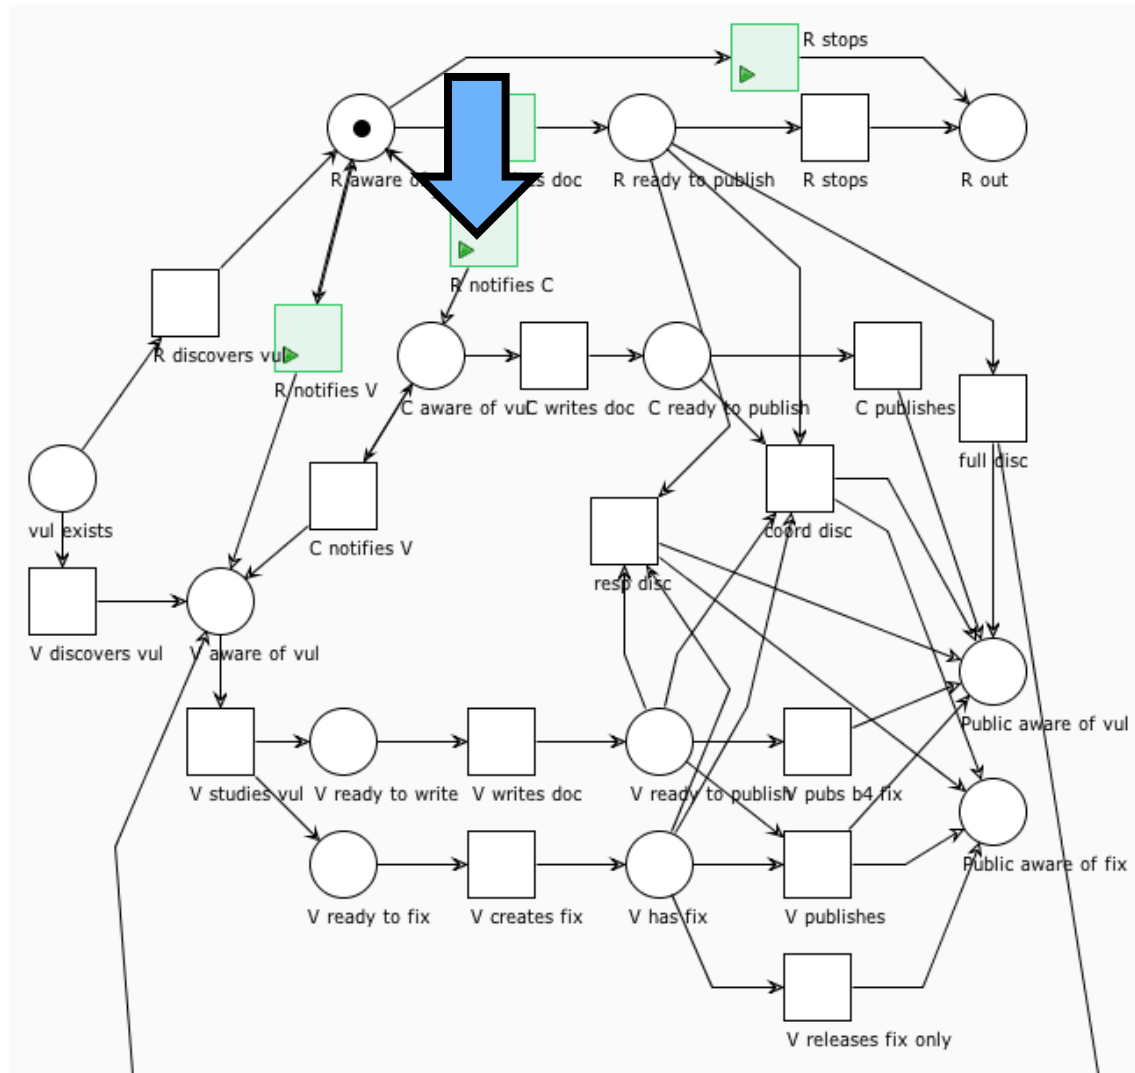 R stops
R aware of
es doc
R ready to publish
R stops
R out
R notifies C
R discovers vul
R notifies V
C aware of vul
C writes doc
C ready to publish
C publishes
full disc
vul exists
C notifies V
resp disc
coord disc
V discovers vul
V aware of vul
Public aware of vul
V studies vul
V ready to write
V writes doc
V ready to publish
V pubs b4 fix
Public aware of fix
V ready to fix
V creates fix
V has fix
V publishes
V releases fix only